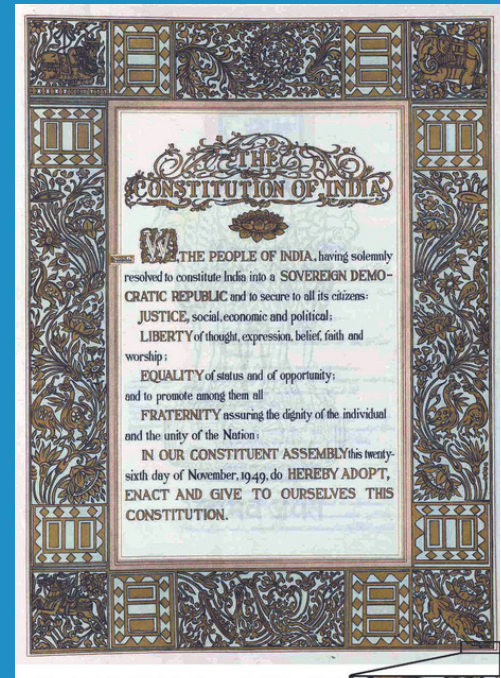 THE
CONSTITUTION OF INDIA
WE, THE PEOPLE OF INDIA, having solemnly
resolved to constitute India into a SOVEREIGN DEMO-
CRATIC REPUBLIC and to secure to all its citizens:
JUSTICE, social, economic and political;
LIBERTY of thought, expression, belief, faith and
worship;
EQUALITY of status and of opportunity;
and to promote among them all
FRATERNITY assuring the dignity of the individual
and the unity of the Nation;
IN OUR CONSTITUENT ASSEMBLY this twenty-
sixth day of November, 1949, do HEREBY ADOPT,
ENACT AND GIVE TO OURSELVES THIS
CONSTITUTION.